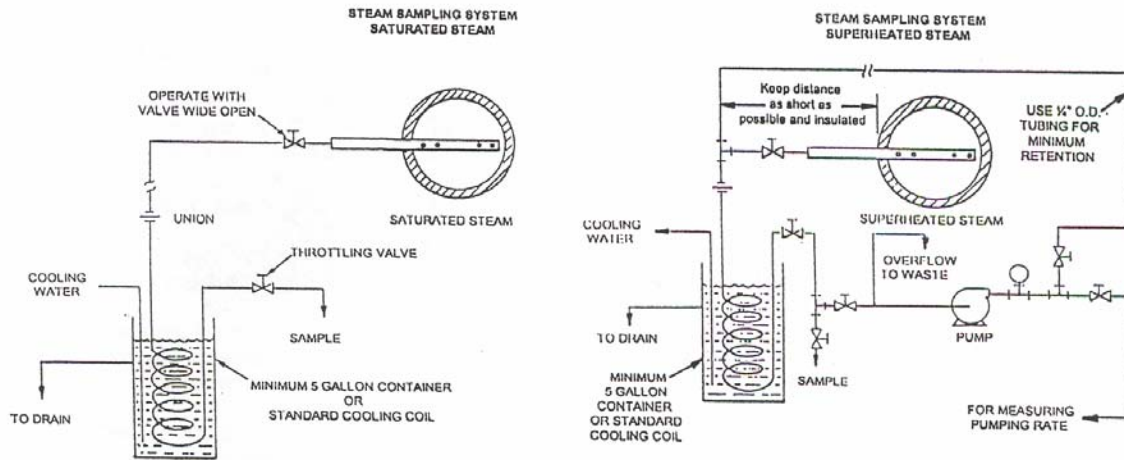 STEAM SAMPLING SYSTEM
SATURATED STEAM
OPERATE WITH
VALVE WIDE OPEN
SATURATED STEAM
UNION
THROTTLING VALVE
COOLING
WATER
SAMPLE
MINIMUM 5 GALLON CONTAINER
OR
STANDARD COOLING COIL
TO DRAIN
STEAM SAMPLING SYSTEM
SUPERHEATED STEAM
Keep distance
as short as
possible and insulated
USE ¼" O.D.
TUBING FOR
MINIMUM
RETENTION
SUPERHEATED STEAM
COOLING
WATER
OVERFLOW
TO WASTE
TO DRAIN
PUMP
SAMPLE
MINIMUM
5 GALLON
CONTAINER
OR STANDARD
COOLING COIL
FOR MEASURING
PUMPING RATE